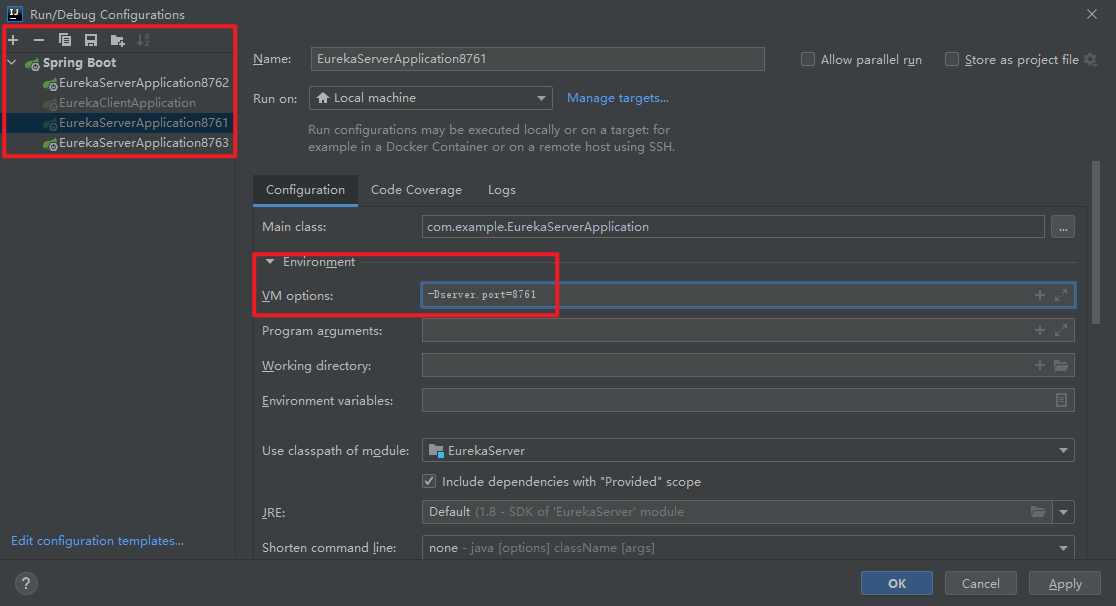 Run/Debug Configurations
Spring Boot
EurekaServerApplication8762
EurekaClientApplication
EurekaServerApplication8761
EurekaServerApplication8763
Edit configuration templates...
Name: EurekaServerApplication8761
Allow parallel run
Store as project file
Run on: Local machine
Manage targets...
Run configurations may be executed locally or on a target: for
example in a Docker Container or on a remote host using SSH.
Configuration Code Coverage Logs
Main class: com.example.EurekaServerApplication ...
Environment
VM options: -Dserver.port=8761
Program arguments:
Working directory:
Environment variables:
Use classpath of module: EurekaServer
Include dependencies with "Provided" scope
JRE: Default (1.8 - SDK of 'EurekaServer' module
Shorten command line: none - java [options] className [args]
? OK Cancel Apply